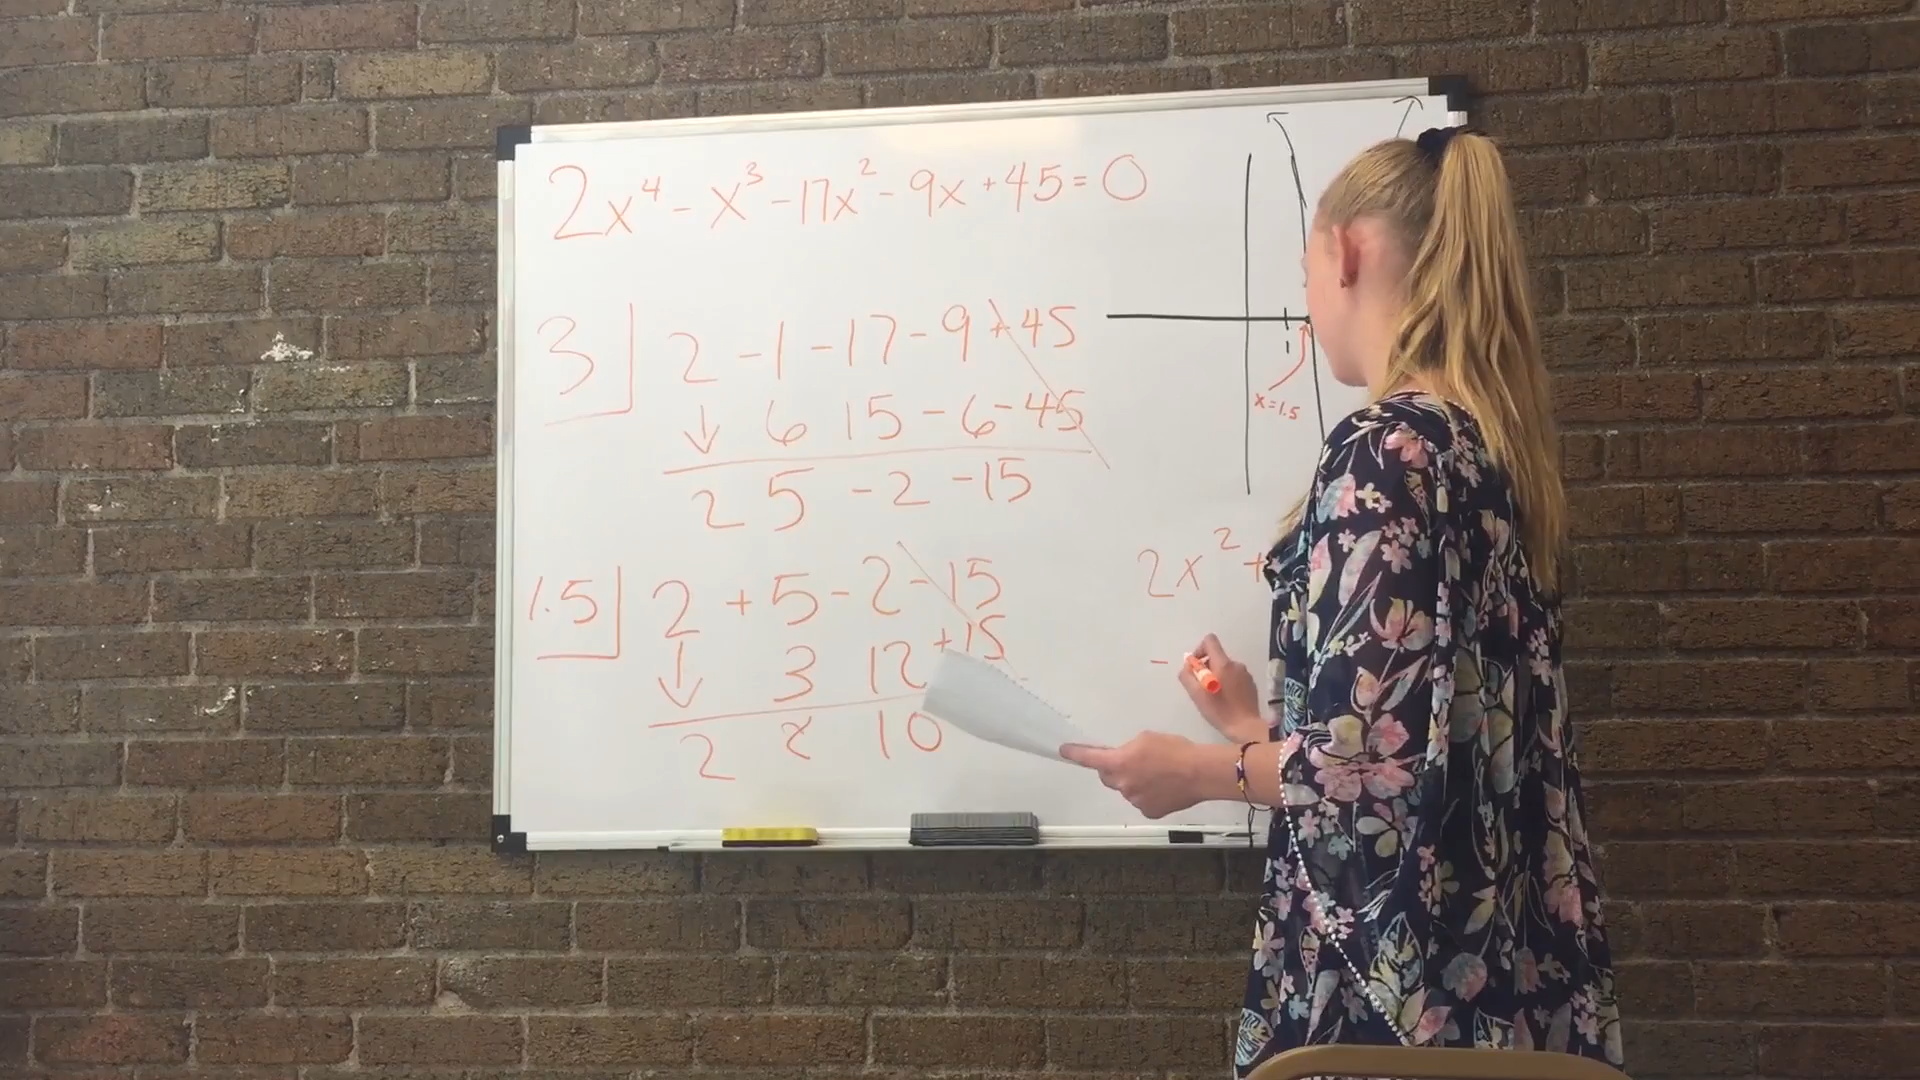 2x⁴ - x³ - 17x² - 9x + 45 = 0
3 2 - 1 - 17 - 9 + 45
6 15 - 6 - 45
2 5 - 2 - 15
x=1.5
1.5 2 + 5 - 2 - 15
3 12 + 15
2 10
2x² +
-